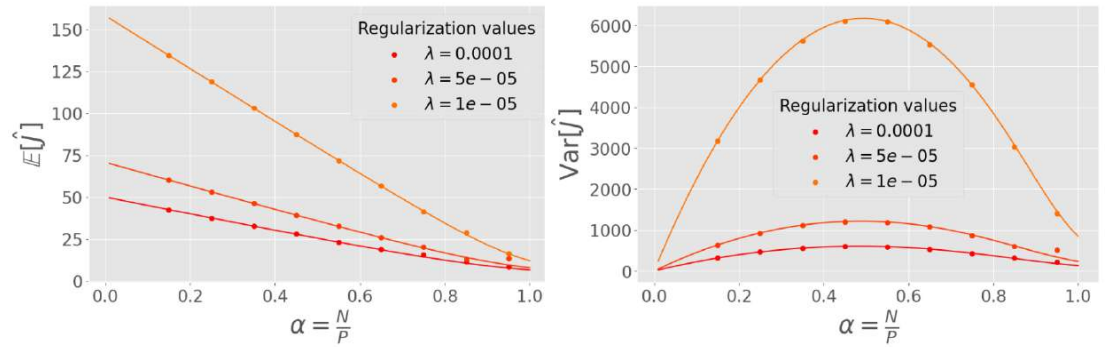 150
125
100
75
50
25
0
𝔼[Ĵ]
Regularization values
λ = 0.0001
λ = 5e − 05
λ = 1e − 05
0.0 0.2 0.4 0.6 0.8 1.0
α = N/P
6000
5000
4000
3000
2000
1000
0
Var[Ĵ]
Regularization values
λ = 0.0001
λ = 5e − 05
λ = 1e − 05
0.0 0.2 0.4 0.6 0.8 1.0
α = N/P